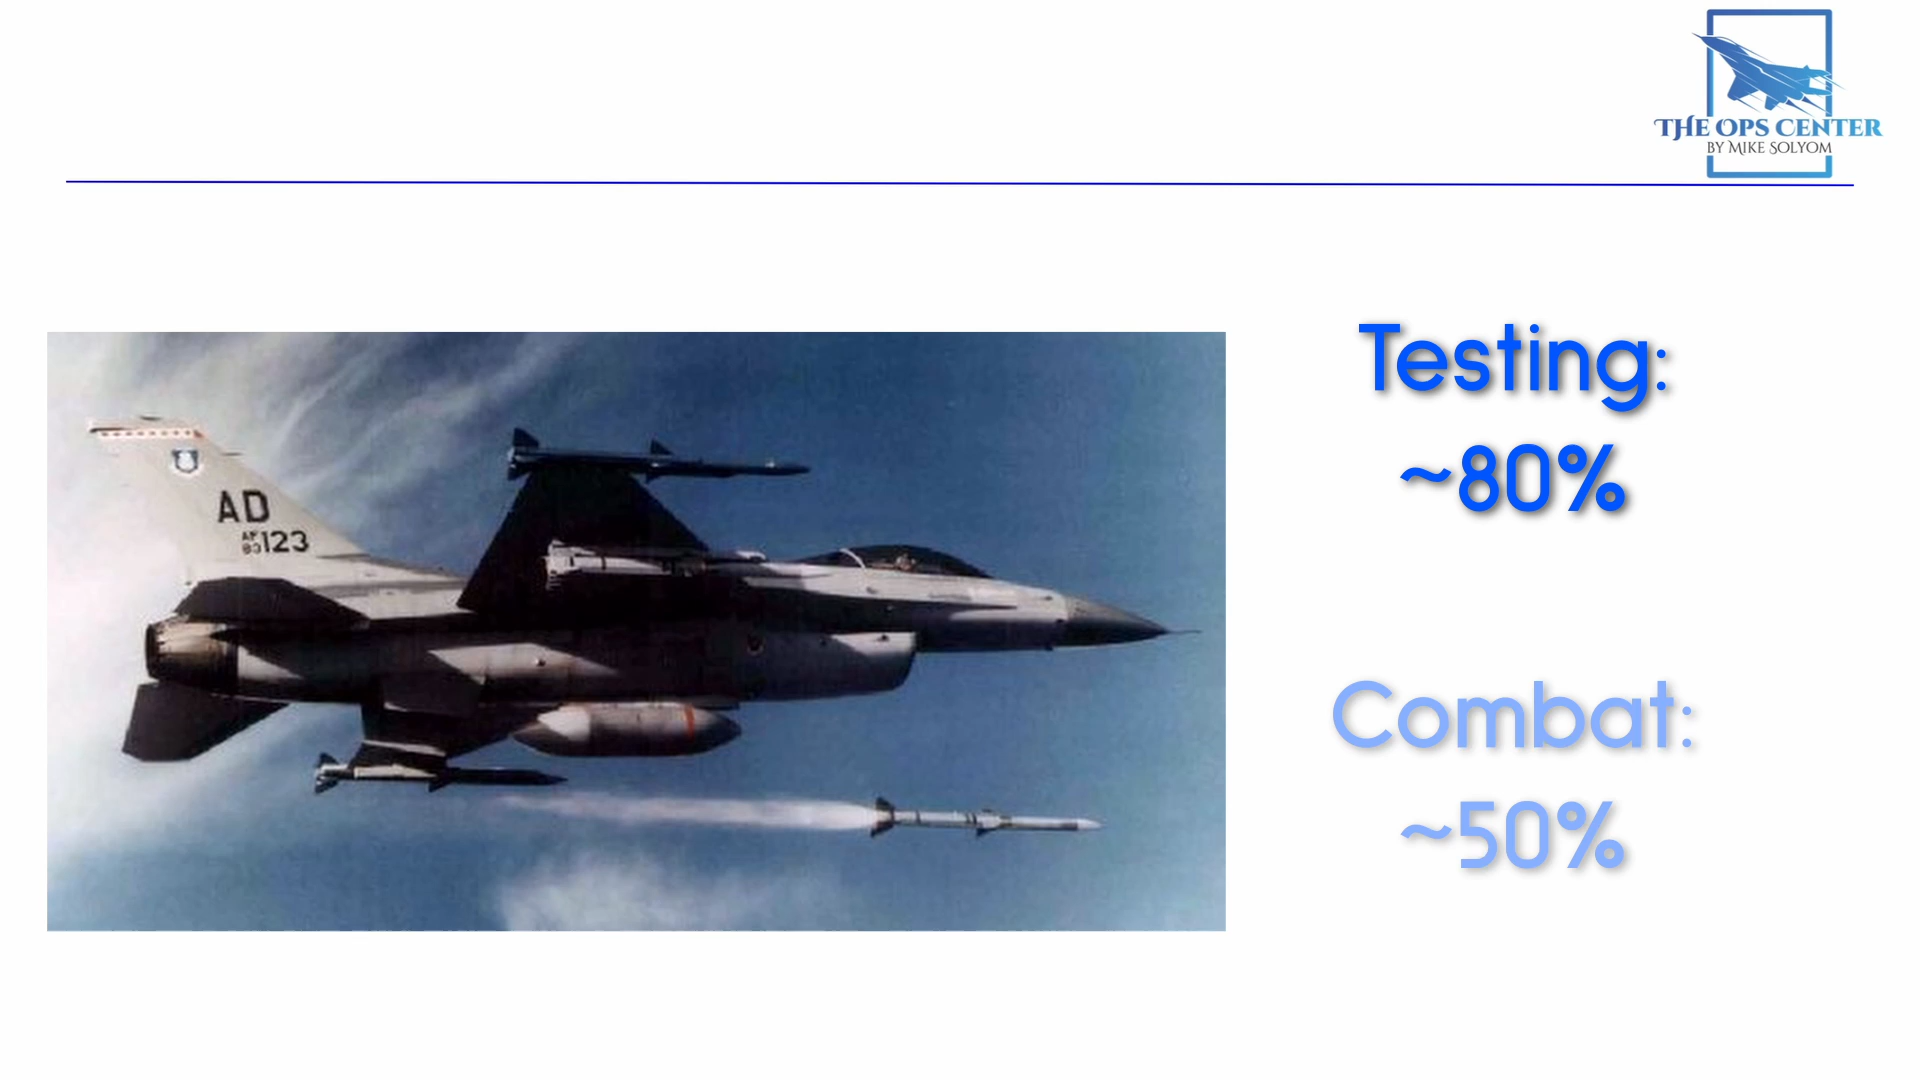 THE OPS CENTER
BY MIKE SOLYOM
Testing:
~80%
AD
AF
83 123
Combat:
~50%